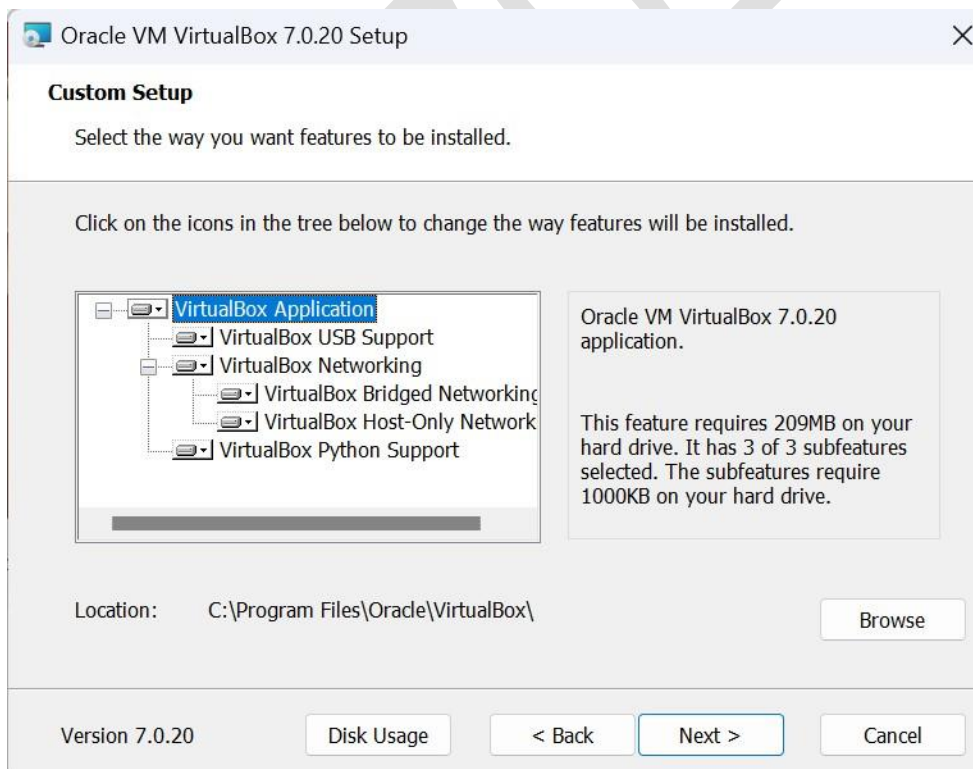 Oracle VM VirtualBox 7.0.20 Setup
Custom Setup
Select the way you want features to be installed.
Click on the icons in the tree below to change the way features will be installed.
VirtualBox Application
VirtualBox USB Support
VirtualBox Networking
VirtualBox Bridged Networking
VirtualBox Host-Only Network
VirtualBox Python Support
Oracle VM VirtualBox 7.0.20
application.
This feature requires 209MB on your
hard drive. It has 3 of 3 subfeatures
selected. The subfeatures require
1000KB on your hard drive.
Location: C:\Program Files\Oracle\VirtualBox\
Browse
Version 7.0.20 Disk Usage < Back Next > Cancel